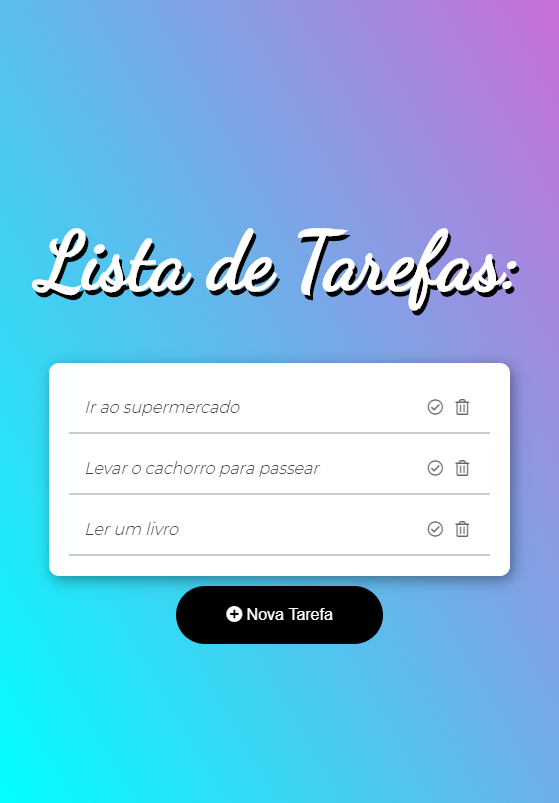 Lista de Tarefas:
Ir ao supermercado
Levar o cachorro para passear
Ler um livro
Nova Tarefa